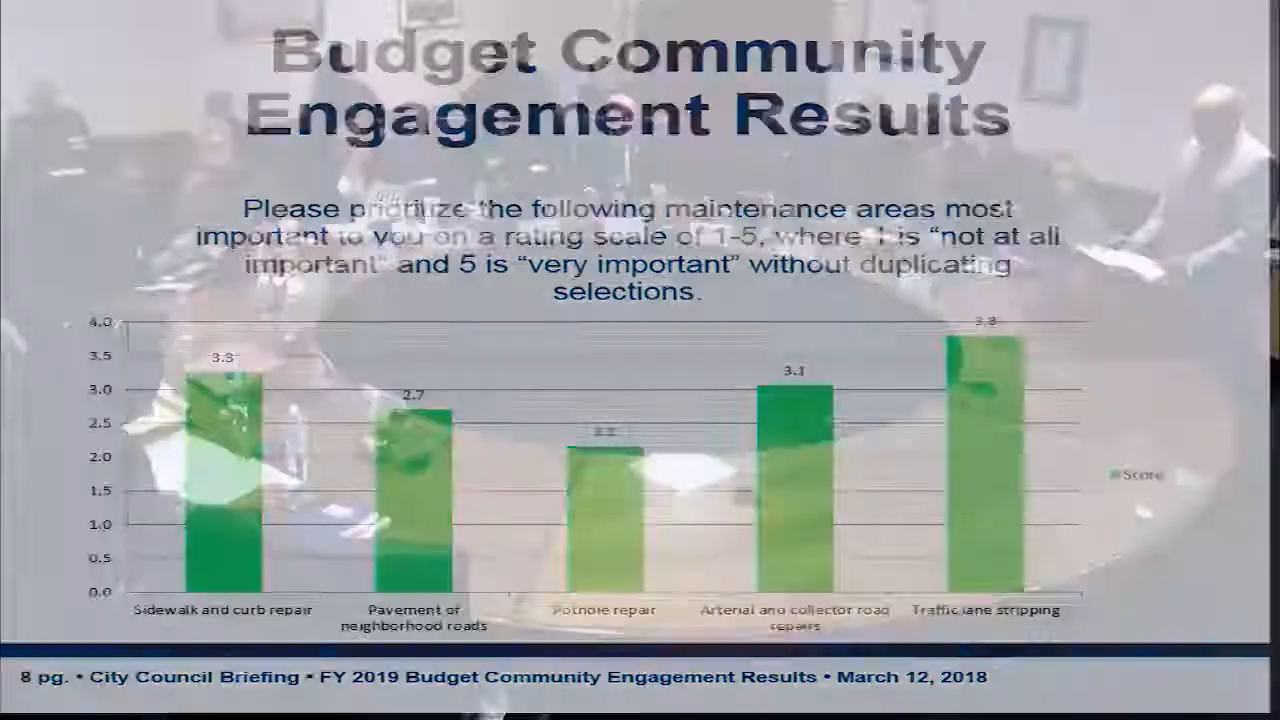 Budget Community
Engagement Results
Please prioritize the following maintenance areas most
important to you on a rating scale of 1-5, where 1 is “not at all
important” and 5 is “very important” without duplicating
selections.
4.0
3.5
3.0
2.5
2.0
1.5
1.0
0.5
0.0
3.3
2.7
3.1
3.8
Score
Sidewalk and curb repair
Pavement of
neighborhood roads
Pothole repair
Arterial and collector road
repairs
Traffic lane stripping
8 pg. • City Council Briefing • FY 2019 Budget Community Engagement Results • March 12, 2018